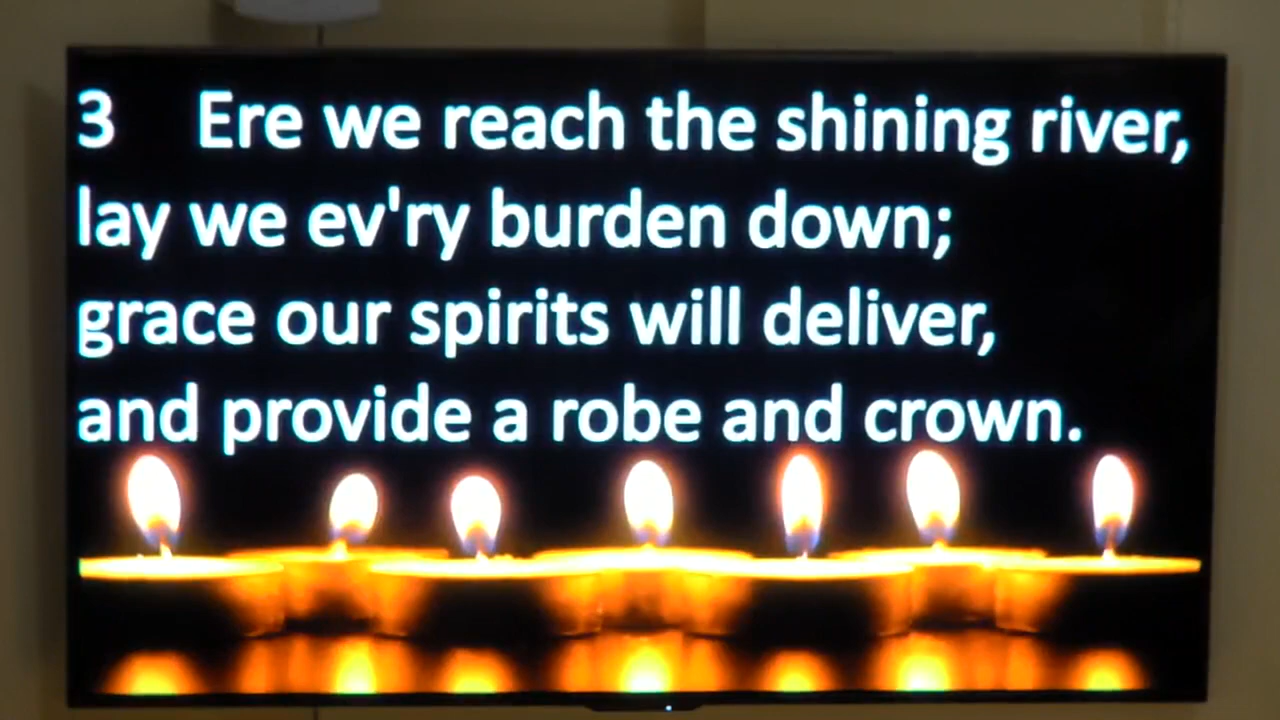 3 Ere we reach the shining river,
lay we ev'ry burden down;
grace our spirits will deliver,
and provide a robe and crown.